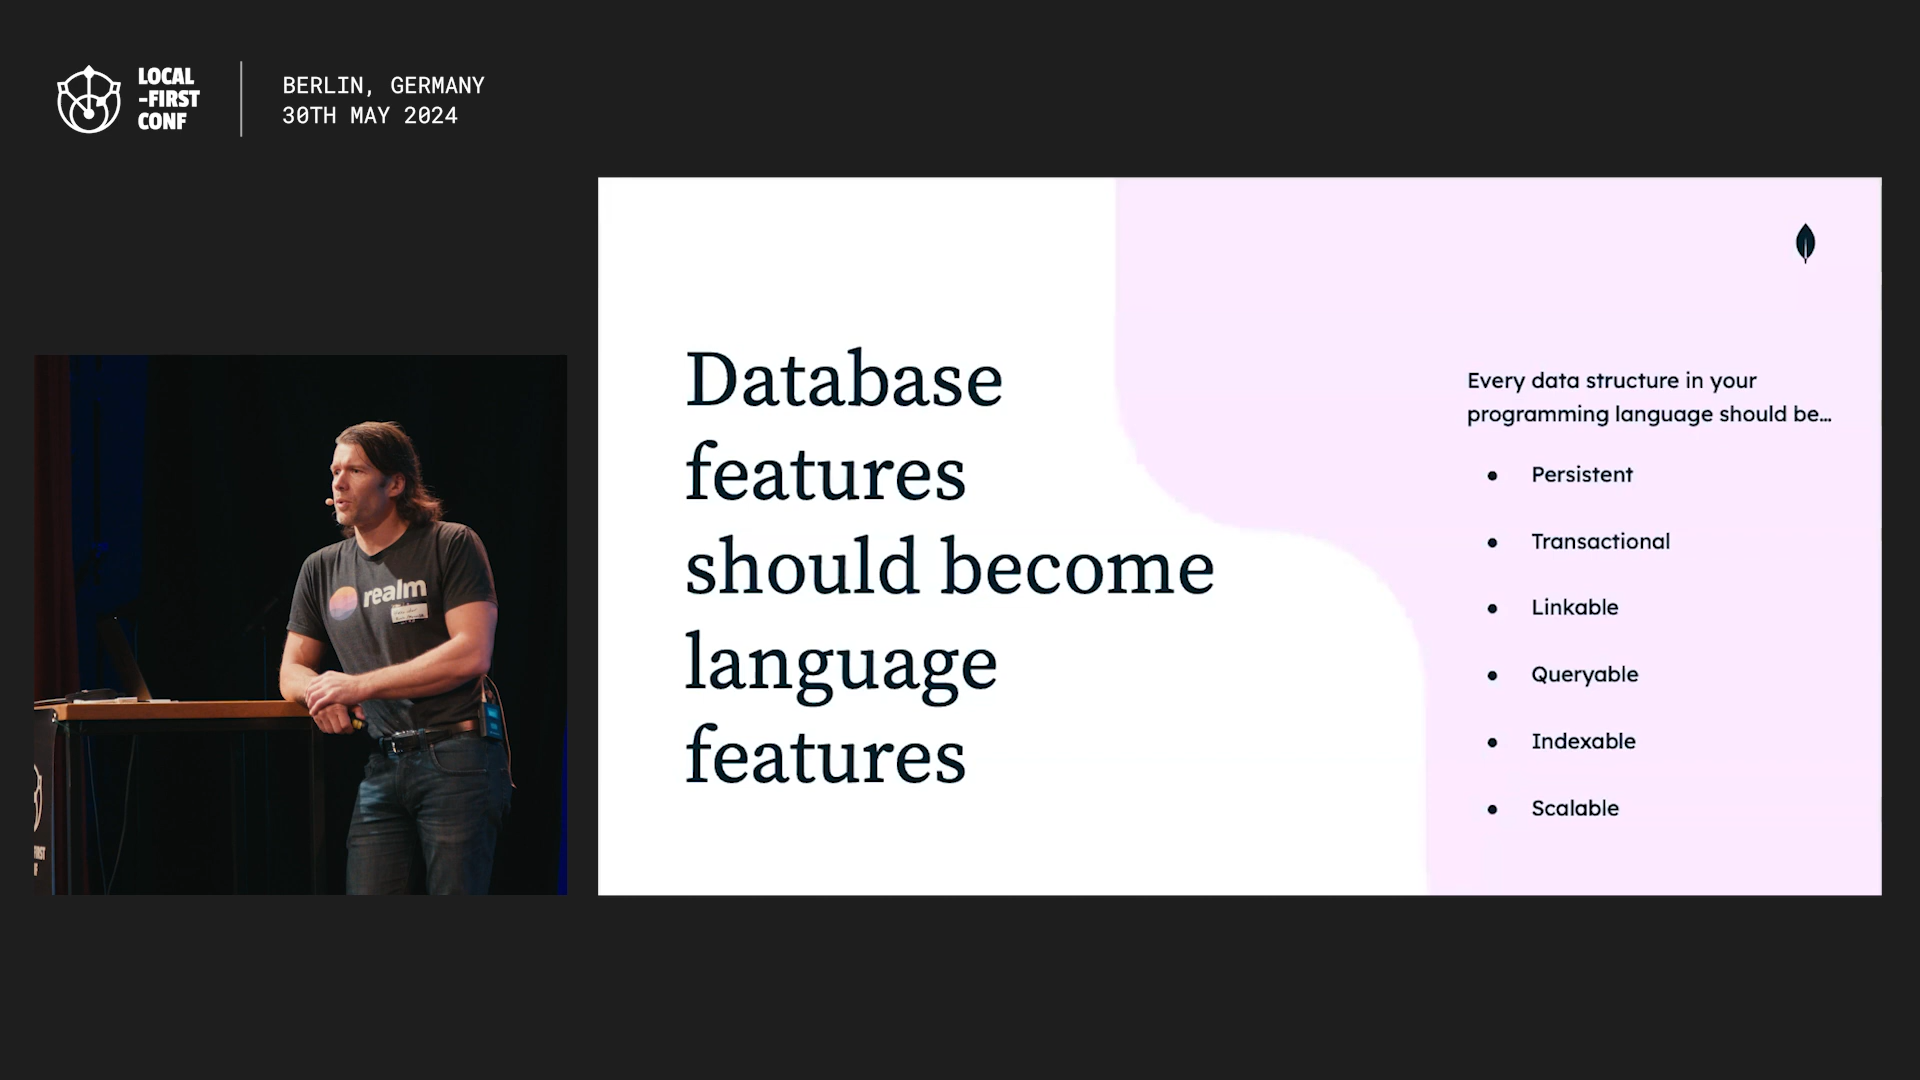 LOCAL
-FIRST
CONF
BERLIN, GERMANY
30TH MAY 2024
realm
Database
features
should become
language
features
Every data structure in your
programming language should be...
• Persistent
• Transactional
• Linkable
• Queryable
• Indexable
• Scalable